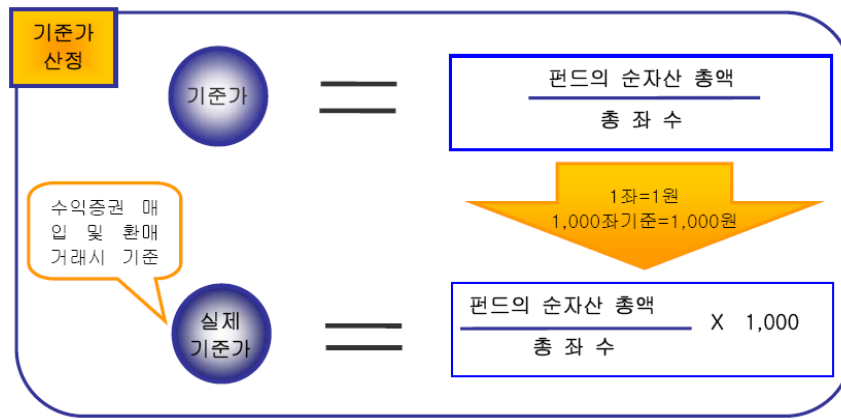 기준가
산정
기준가
펀드의 순자산 총액
총 좌 수
1좌=1원
1,000좌기준=1,000원
수익증권 매
입 및 환매
거래시 기준
실제
기준가
펀드의 순자산 총액
총 좌 수
X 1,000